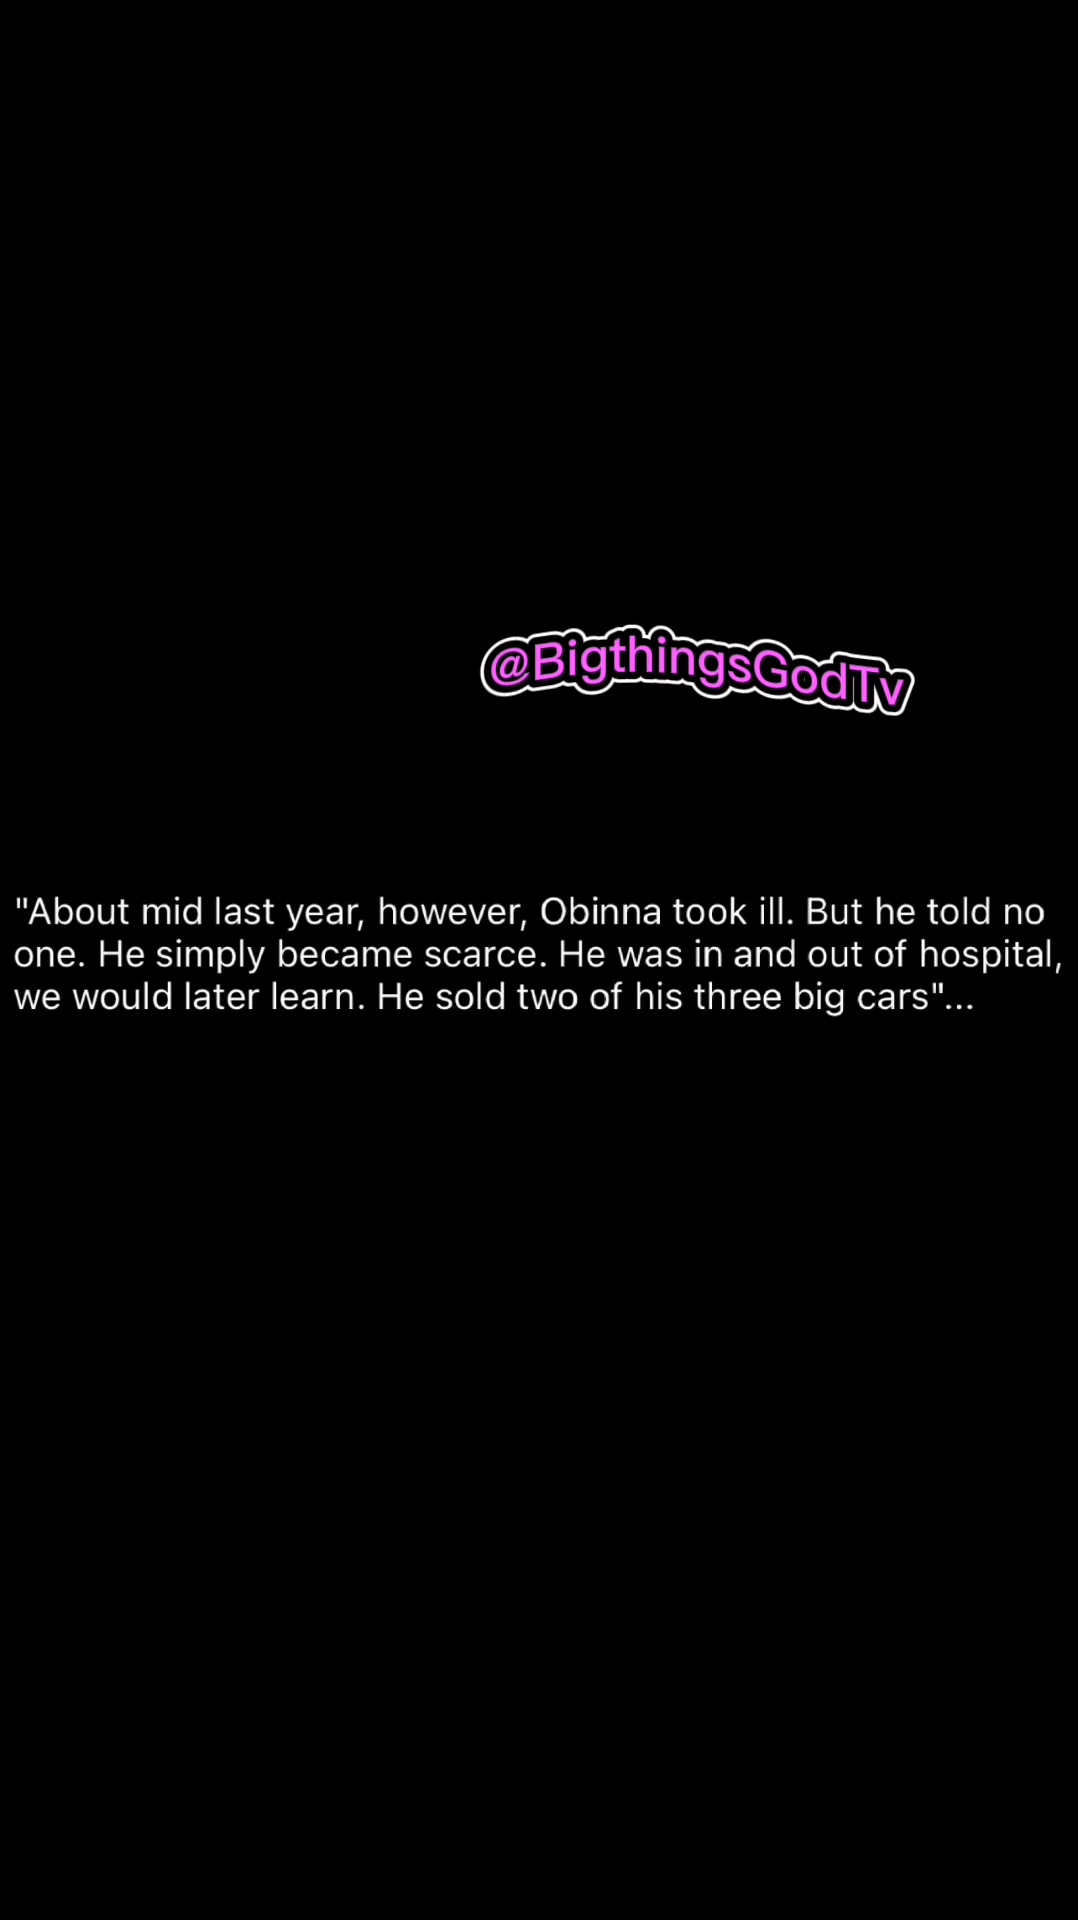 @BigthingsGodTv
"About mid last year, however, Obinna took ill. But he told no
one. He simply became scarce. He was in and out of hospital,
we would later learn. He sold two of his three big cars"...